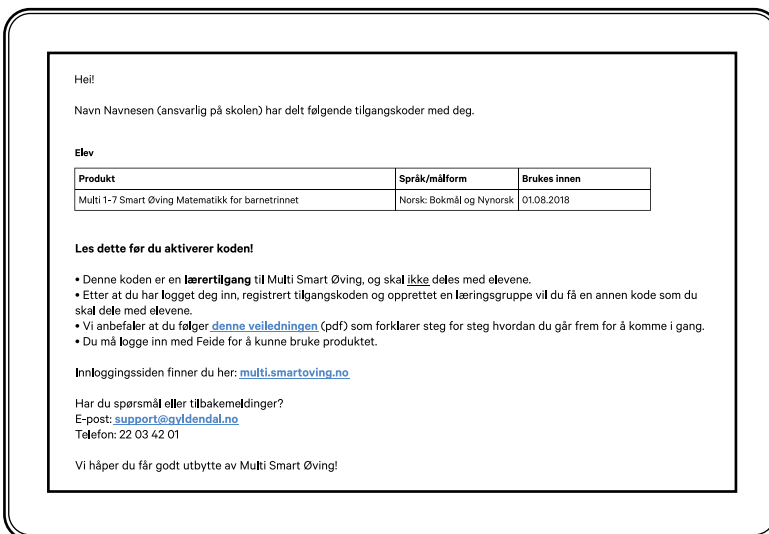 Hei!
Navn Navnesen (ansvarlig på skolen) har delt følgende tilgangskoder med deg.
Elev
Produkt Språk/målform Brukes innen
Multi 1-7 Smart Øving Matematikk for barnetrinnet Norsk: Bokmål og Nynorsk 01.08.2018
Les dette før du aktiverer koden!
• Denne koden er en lærertilgang til Multi Smart Øving, og skal ikke deles med elevene.
• Etter at du har logget deg inn, registrert tilgangskoden og opprettet en læringsgruppe vil du få en annen kode som du
skal dele med elevene.
• Vi anbefaler at du følger denne veiledningen (pdf) som forklarer steg for steg hvordan du går frem for å komme i gang.
• Du må logge inn med Feide for å kunne bruke produktet.
Innloggingssiden finner du her: multi.smartoving.no
Har du spørsmål eller tilbakemeldinger?
E-post: support@gyldendal.no
Telefon: 22 03 42 01
Vi håper du får godt utbytte av Multi Smart Øving!